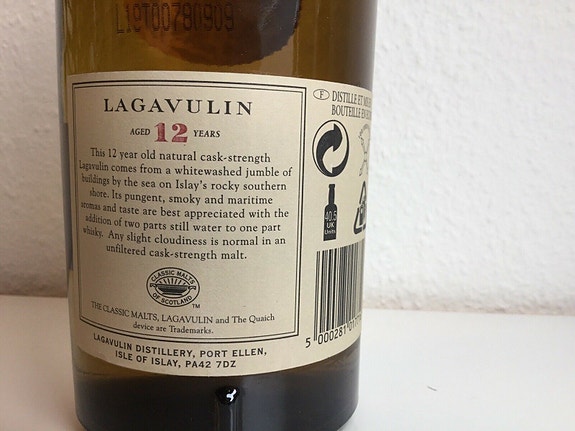 LAGAVULIN
AGED 12 YEARS
This 12 year old natural cask-strength
Lagavulin comes from a whitewashed jumble of
buildings by the sea on Islay's rocky southern
shore. Its pungent, smoky and maritime
aromas and taste are best appreciated with the
addition of two parts still water to one part
whisky. Any slight cloudiness is normal in an
unfiltered cask-strength malt.
CLASSIC MALTS
OF SCOTLAND
TM
THE CLASSIC MALTS, LAGAVULIN and The Quaich
device are Trademarks.
LAGAVULIN DISTILLERY, PORT ELLEN,
ISLE OF ISLAY, PA42 7DZ
F DISTILLE ET
BOUTEILLE EN
40.5
UK
Units
5 000281 0